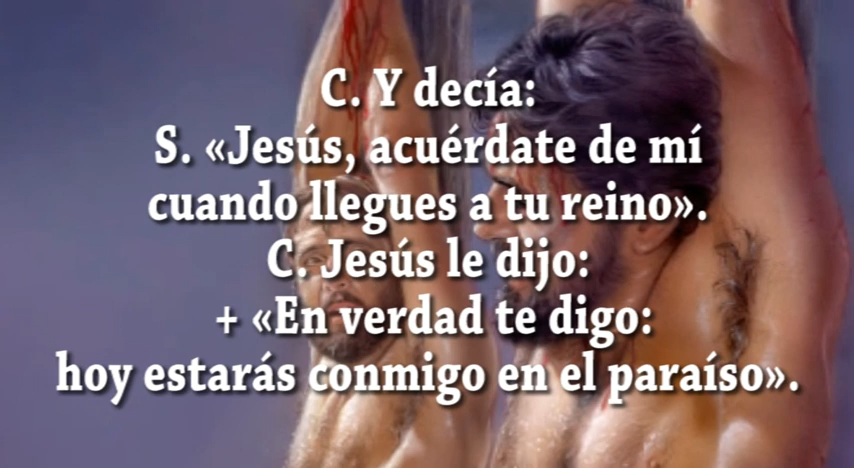 C. Y decía:
S. «Jesús, acuérdate de mí
cuando llegues a tu reino».
C. Jesús le dijo:
+ «En verdad te digo:
hoy estarás conmigo en el paraíso».